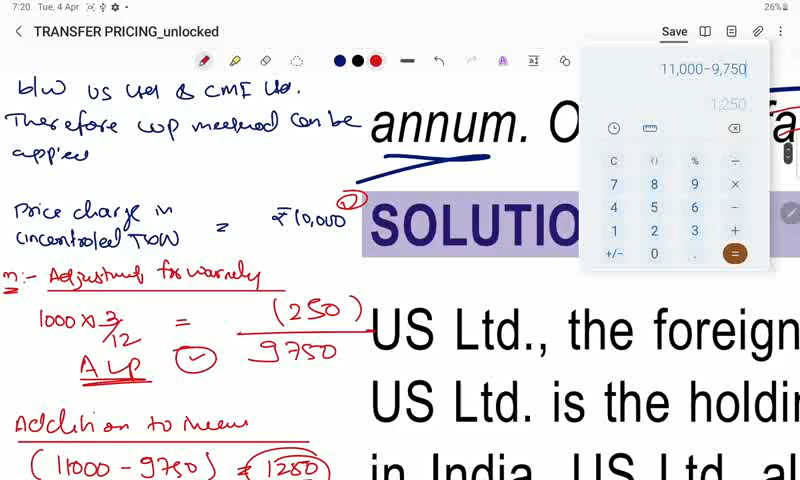 7:20 Tue, 4 Apr
26%
TRANSFER PRICING_unlocked
Save
b/w US Ltd & CMI Ltd.
Therefore cup method can be
applied
Price charge in
uncontrolled TXN = ₹10,000
Adjustment for warranty
1000 × 3/12 = (250)
ALP 9750
Addition to income
(11000 - 9750) = 1250
annum. O
SOLUTIO
US Ltd., the foreign
US Ltd. is the holdi
in India. US Ltd. al
11,000−9,750
1,250
C () % ÷
7 8 9 ×
4 5 6 −
1 2 3 +
+/− 0 . =